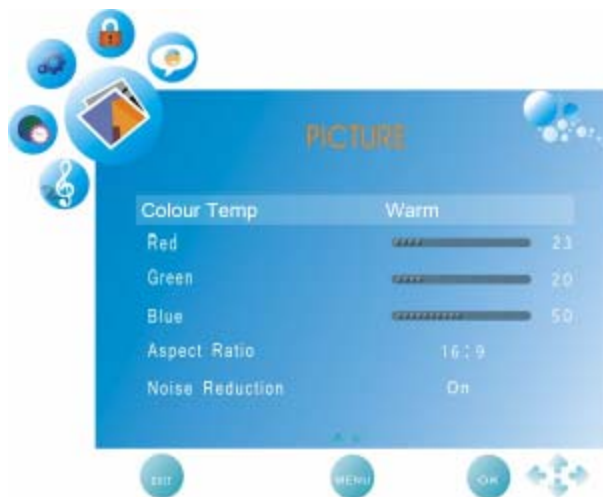 PICTURE
Colour Temp Warm
Red 23
Green 20
Blue 50
Aspect Ratio 16:9
Noise Reduction On
EXIT MENU OK